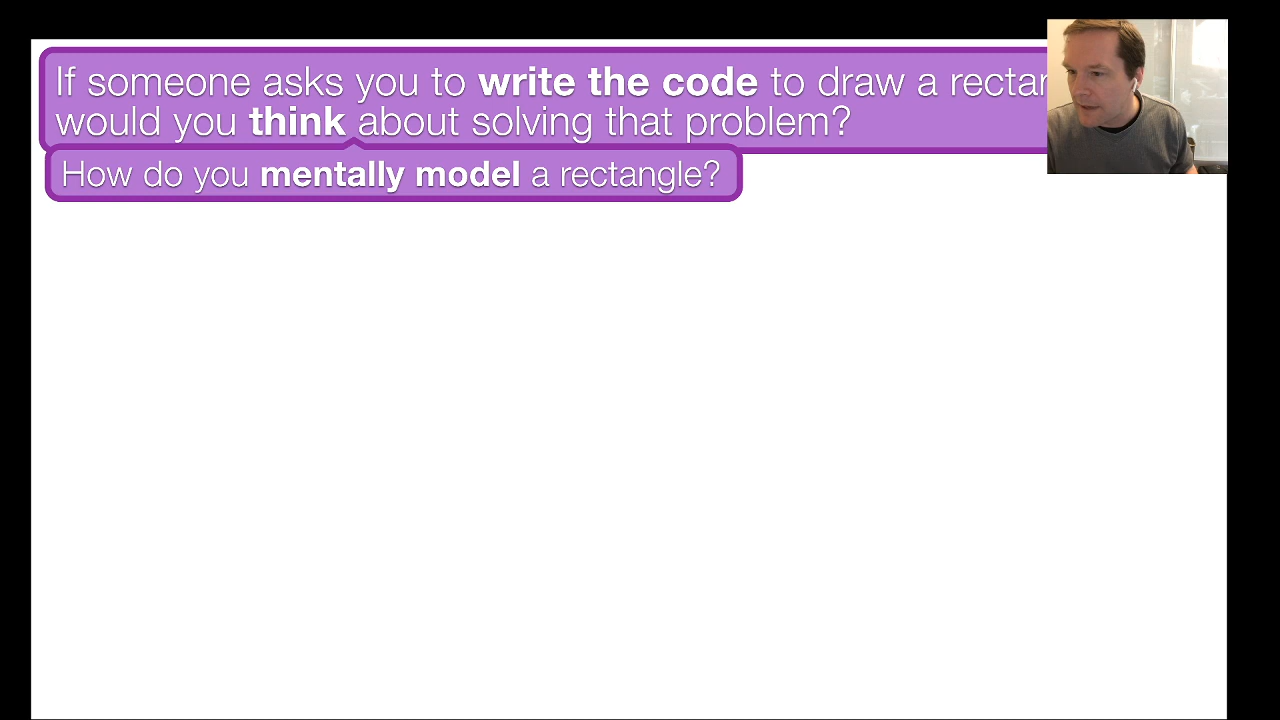 If someone asks you to write the code to draw a
would you think about solving that problem?
How do you mentally model a rectangle?